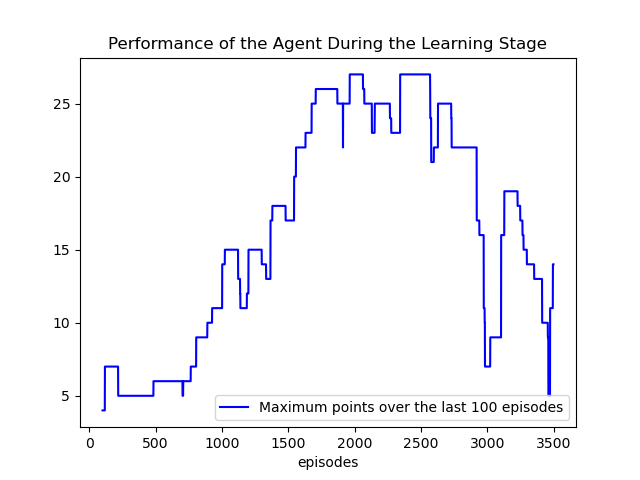 Performance of the Agent During the Learning Stage
25
20
15
10
5
Maximum points over the last 100 episodes
0 500 1000 1500 2000 2500 3000 3500
episodes